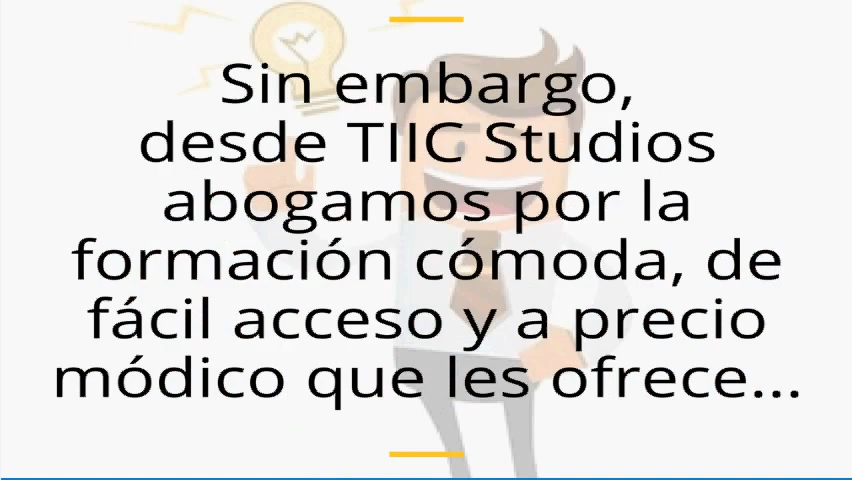 Sin embargo,
desde TIIC Studios
abogamos por la
formación cómoda, de
fácil acceso y a precio
módico que les ofrece...